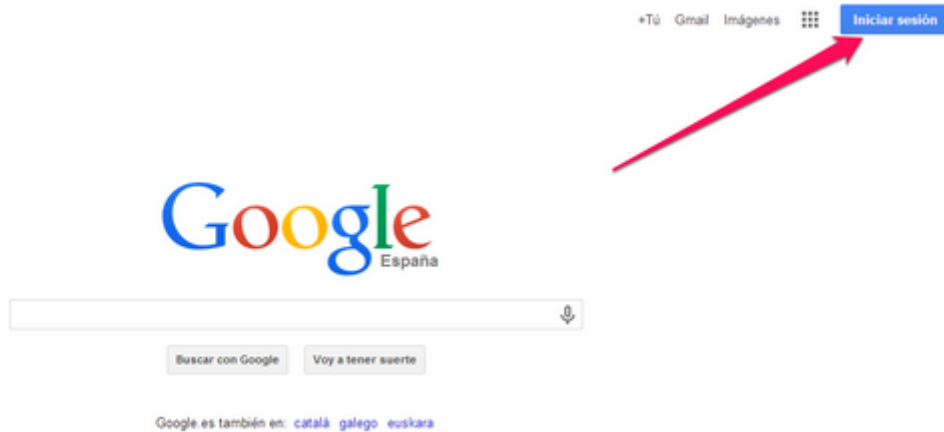 +Tú Gmail Imágenes Iniciar sesión
Google
España
Buscar con Google Voy a tener suerte
Google.es también en: català galego euskara